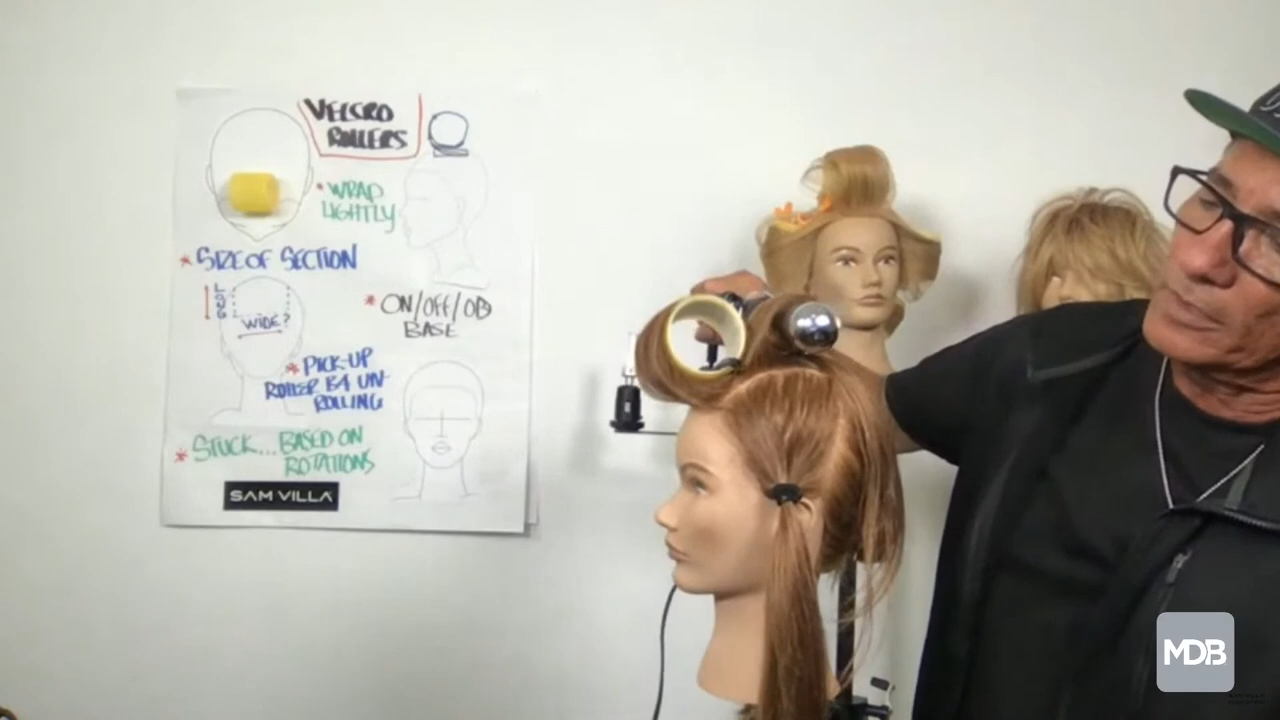 VELCRO
ROLLERS
* WRAP
LIGHTLY
* SIZE OF SECTION
LONG
WIDE?
* ON/OFF/OB
BASE
* PICK-UP
ROLLER B4 UN-
ROLLING
* STUCK... BASED ON
ROTATIONS
SAM VILLA
MDB